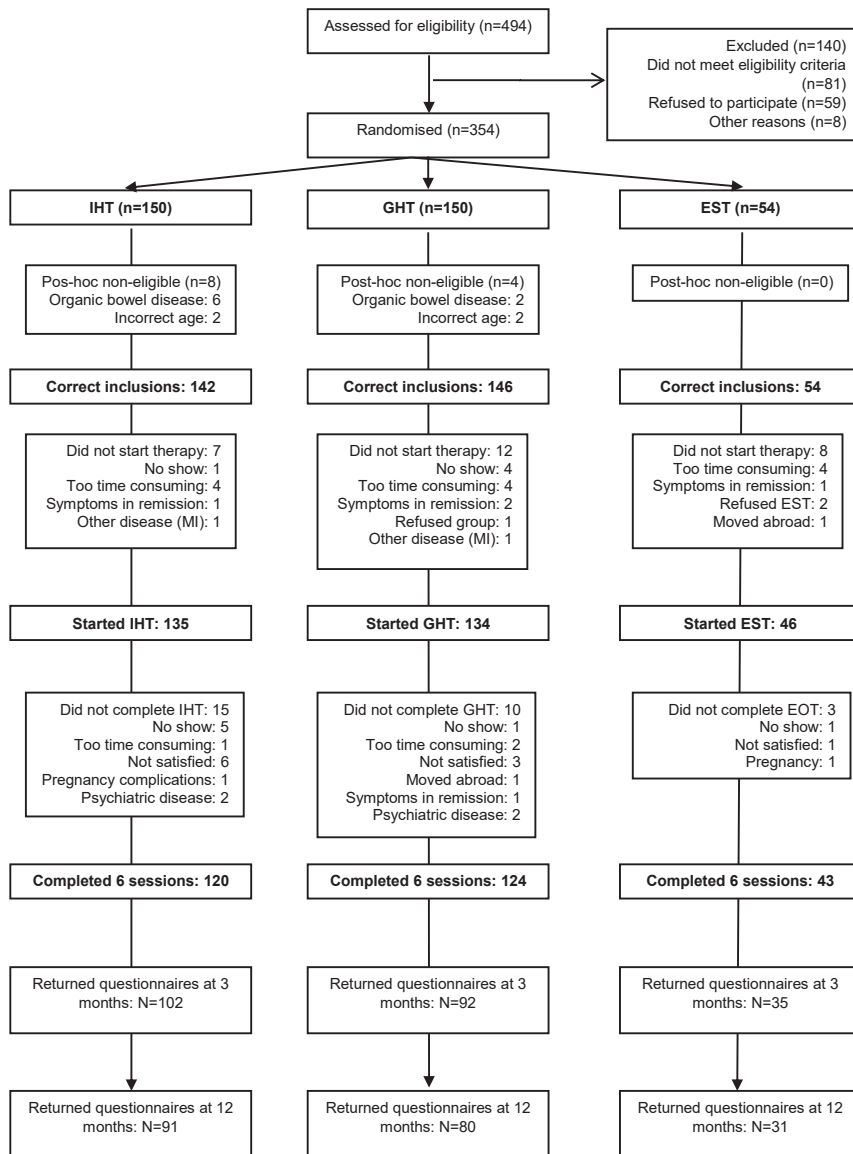 Assessed for eligibility (n=494)
Excluded (n=140)
Did not meet eligibility criteria
(n=81)
Refused to participate (n=59)
Other reasons (n=8)
Randomised (n=354)
IHT (n=150)
GHT (n=150)
EST (n=54)
Pos-hoc non-eligible (n=8)
Organic bowel disease: 6
Incorrect age: 2
Post-hoc non-eligible (n=4)
Organic bowel disease: 2
Incorrect age: 2
Post-hoc non-eligible (n=0)
Correct inclusions: 142
Correct inclusions: 146
Correct inclusions: 54
Did not start therapy: 7
No show: 1
Too time consuming: 4
Symptoms in remission: 1
Other disease (MI): 1
Did not start therapy: 12
No show: 4
Too time consuming: 4
Symptoms in remission: 2
Refused group: 1
Other disease (MI): 1
Did not start therapy: 8
Too time consuming: 4
Symptoms in remission: 1
Refused EST: 2
Moved abroad: 1
Started IHT: 135
Started GHT: 134
Started EST: 46
Did not complete IHT: 15
No show: 5
Too time consuming: 1
Not satisfied: 6
Pregnancy complications: 1
Psychiatric disease: 2
Did not complete GHT: 10
No show: 1
Too time consuming: 2
Not satisfied: 3
Moved abroad: 1
Symptoms in remission: 1
Psychiatric disease: 2
Did not complete EOT: 3
No show: 1
Not satisfied: 1
Pregnancy: 1
Completed 6 sessions: 120
Completed 6 sessions: 124
Completed 6 sessions: 43
Returned questionnaires at 3
months: N=102
Returned questionnaires at 3
months: N=92
Returned questionnaires at 3
months: N=35
Returned questionnaires at 12
months: N=91
Returned questionnaires at 12
months: N=80
Returned questionnaires at 12
months: N=31